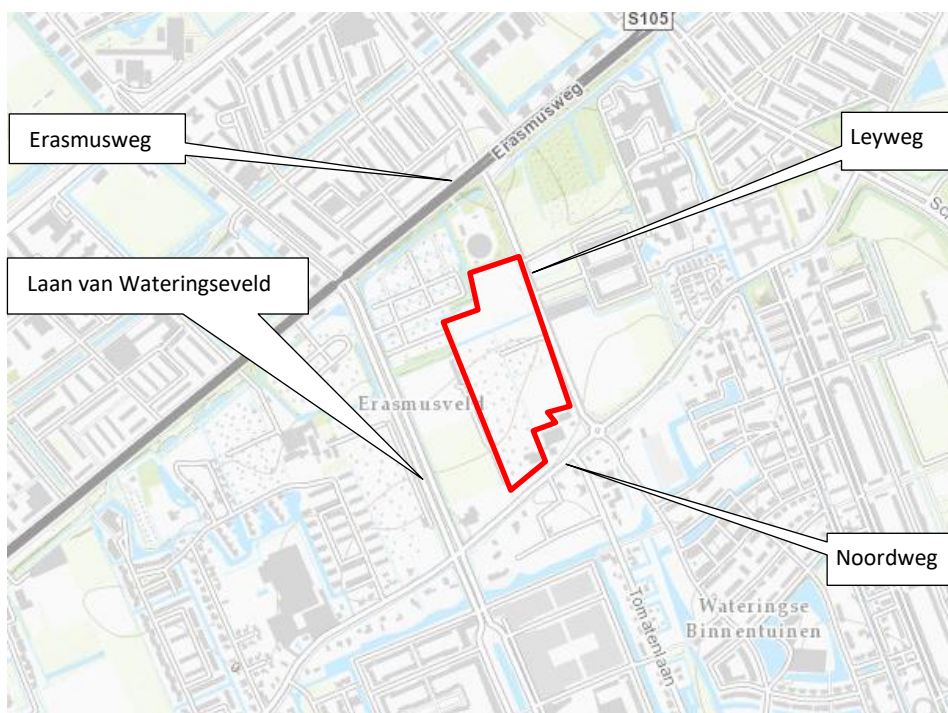 S105
Erasmusweg
Erasmusweg
Leyweg
Laan van Wateringseveld
Erasmusveld
Noordweg
Tomatenlaan
Wateringse
Binnentuinen